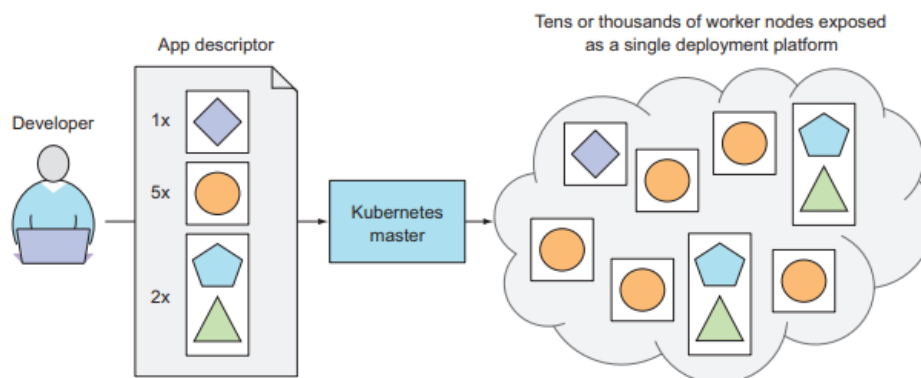 Tens or thousands of worker nodes exposed
as a single deployment platform
App descriptor
Developer
1x
5x
2x
Kubernetes
master